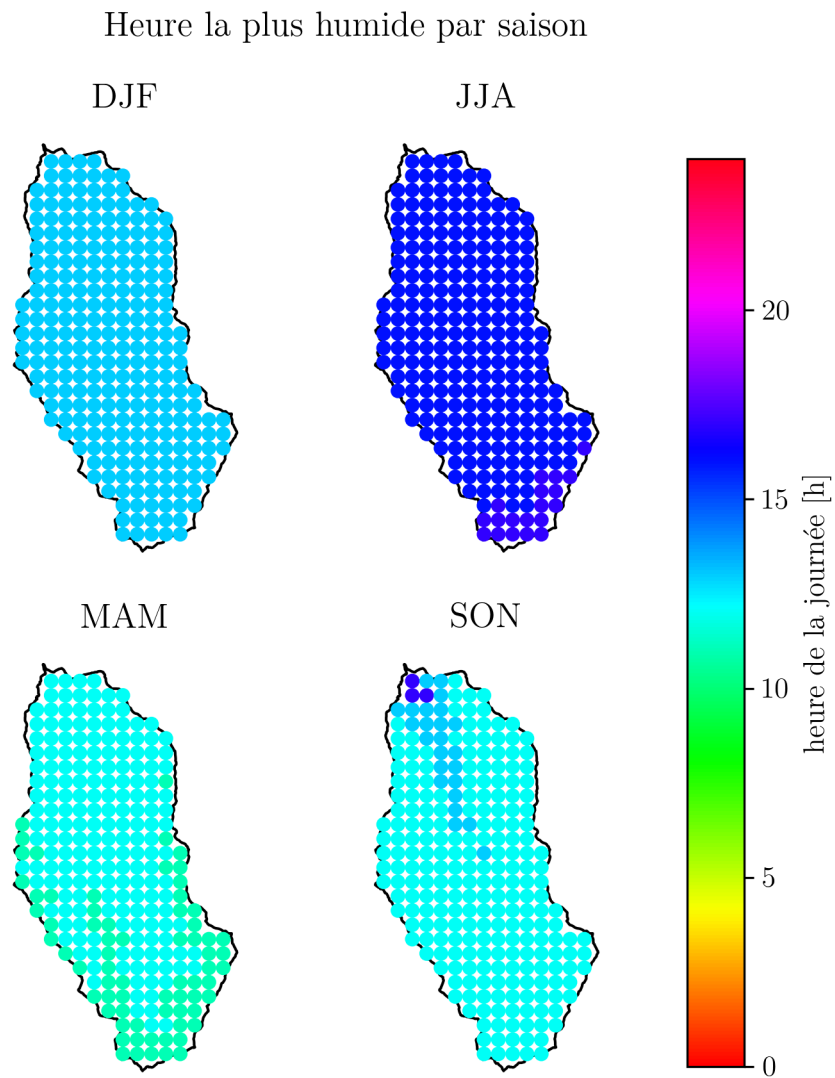 Heure la plus humide par saison
DJF
JJA
MAM
SON
20
15
10
5
0
heure de la journée [h]